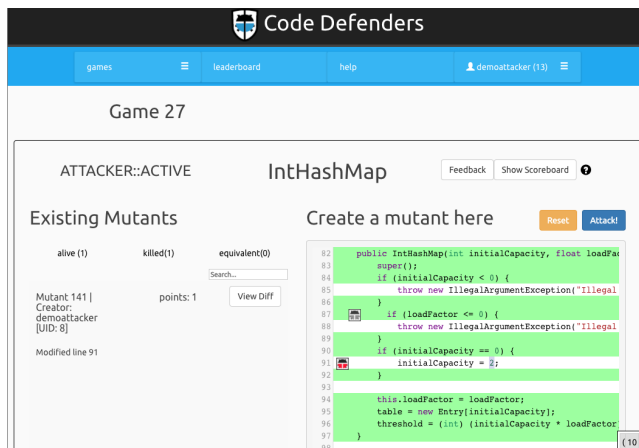 Code Defenders
games
leaderboard
help
demoattacker (13)
Game 27
ATTACKER::ACTIVE
IntHashMap
Feedback
Show Scoreboard
Existing Mutants
Create a mutant here
Reset
Attack!
alive (1)
killed(1)
equivalent(0)
Search...
Mutant 141 |
Creator:
demoattacker
[UID: 8]
points: 1
View Diff
Modified line 91
82 public IntHashMap(int initialCapacity, float loadFac
83 super();
84 if (initialCapacity < 0) {
85 throw new IllegalArgumentException("Illegal
86 }
87 if (loadFactor <= 0) {
88 throw new IllegalArgumentException("Illegal
89 }
90 if (initialCapacity == 0) {
91 initialCapacity = 2;
92 }
93
94 this.loadFactor = loadFactor;
95 table = new Entry[initialCapacity];
96 threshold = (int) (initialCapacity * loadFactor
97 }
98
( 10